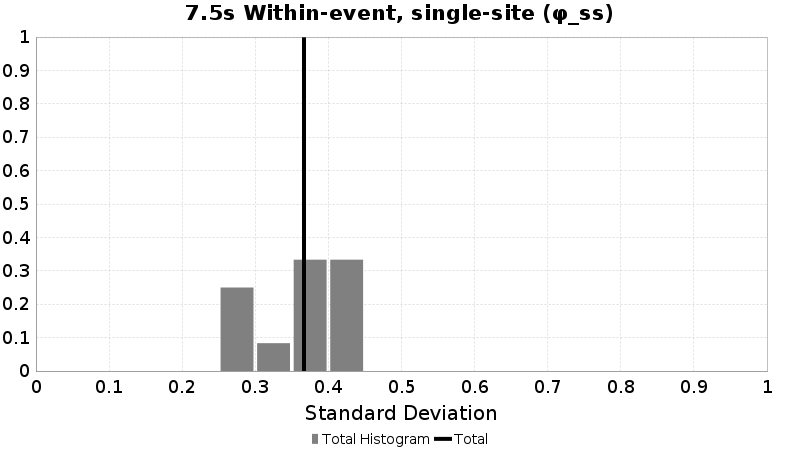 7.5s Within-event, single-site (φ_ss)
1
0.9
0.8
0.7
0.6
0.5
0.4
0.3
0.2
0.1
0
0 0.1 0.2 0.3 0.4 0.5 0.6 0.7 0.8 0.9 1
Standard Deviation
Total Histogram Total